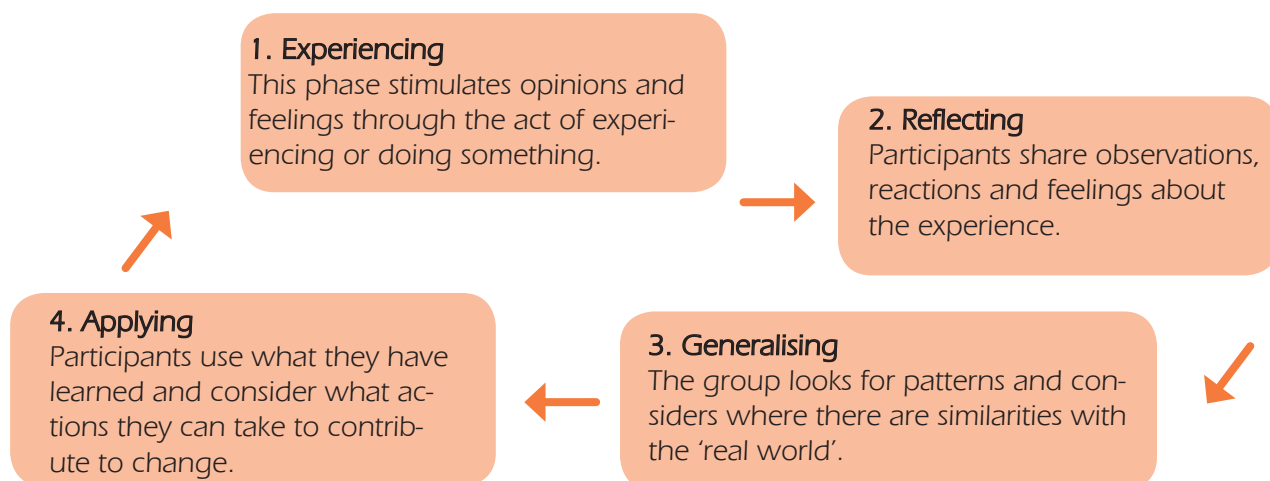 1. Experiencing
This phase stimulates opinions and
feelings through the act of experi-
encing or doing something.
2. Reflecting
Participants share observations,
reactions and feelings about
the experience.
3. Generalising
The group looks for patterns and con-
siders where there are similarities with
the ‘real world’.
4. Applying
Participants use what they have
learned and consider what ac-
tions they can take to contrib-
ute to change.